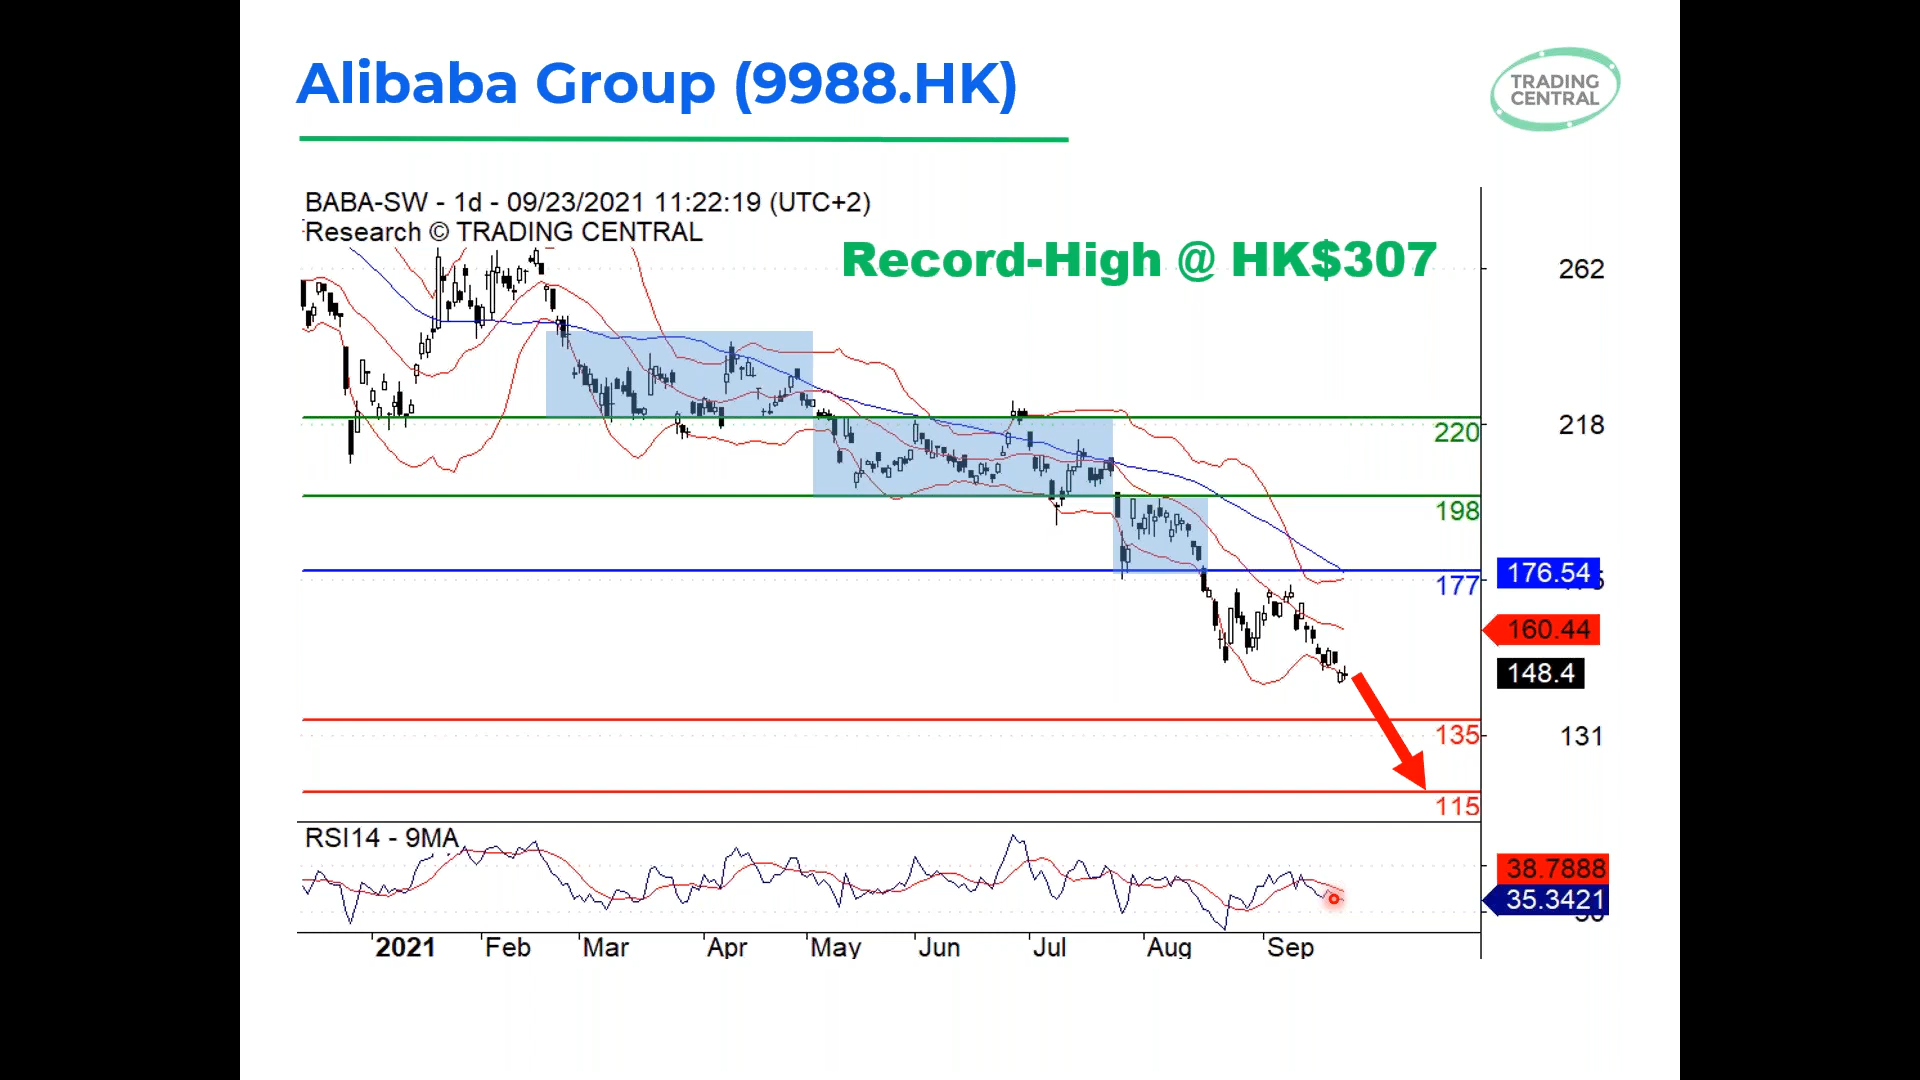 Alibaba Group (9988.HK)
TRADING
CENTRAL
BABA-SW - 1d - 09/23/2021 11:22:19 (UTC+2)
Research © TRADING CENTRAL
Record-High @ HK$307
262
218
220
198
177
176.54
160.44
148.4
135
131
115
RSI14 - 9MA
38.7888
35.3421
2021 Feb Mar Apr May Jun Jul Aug Sep